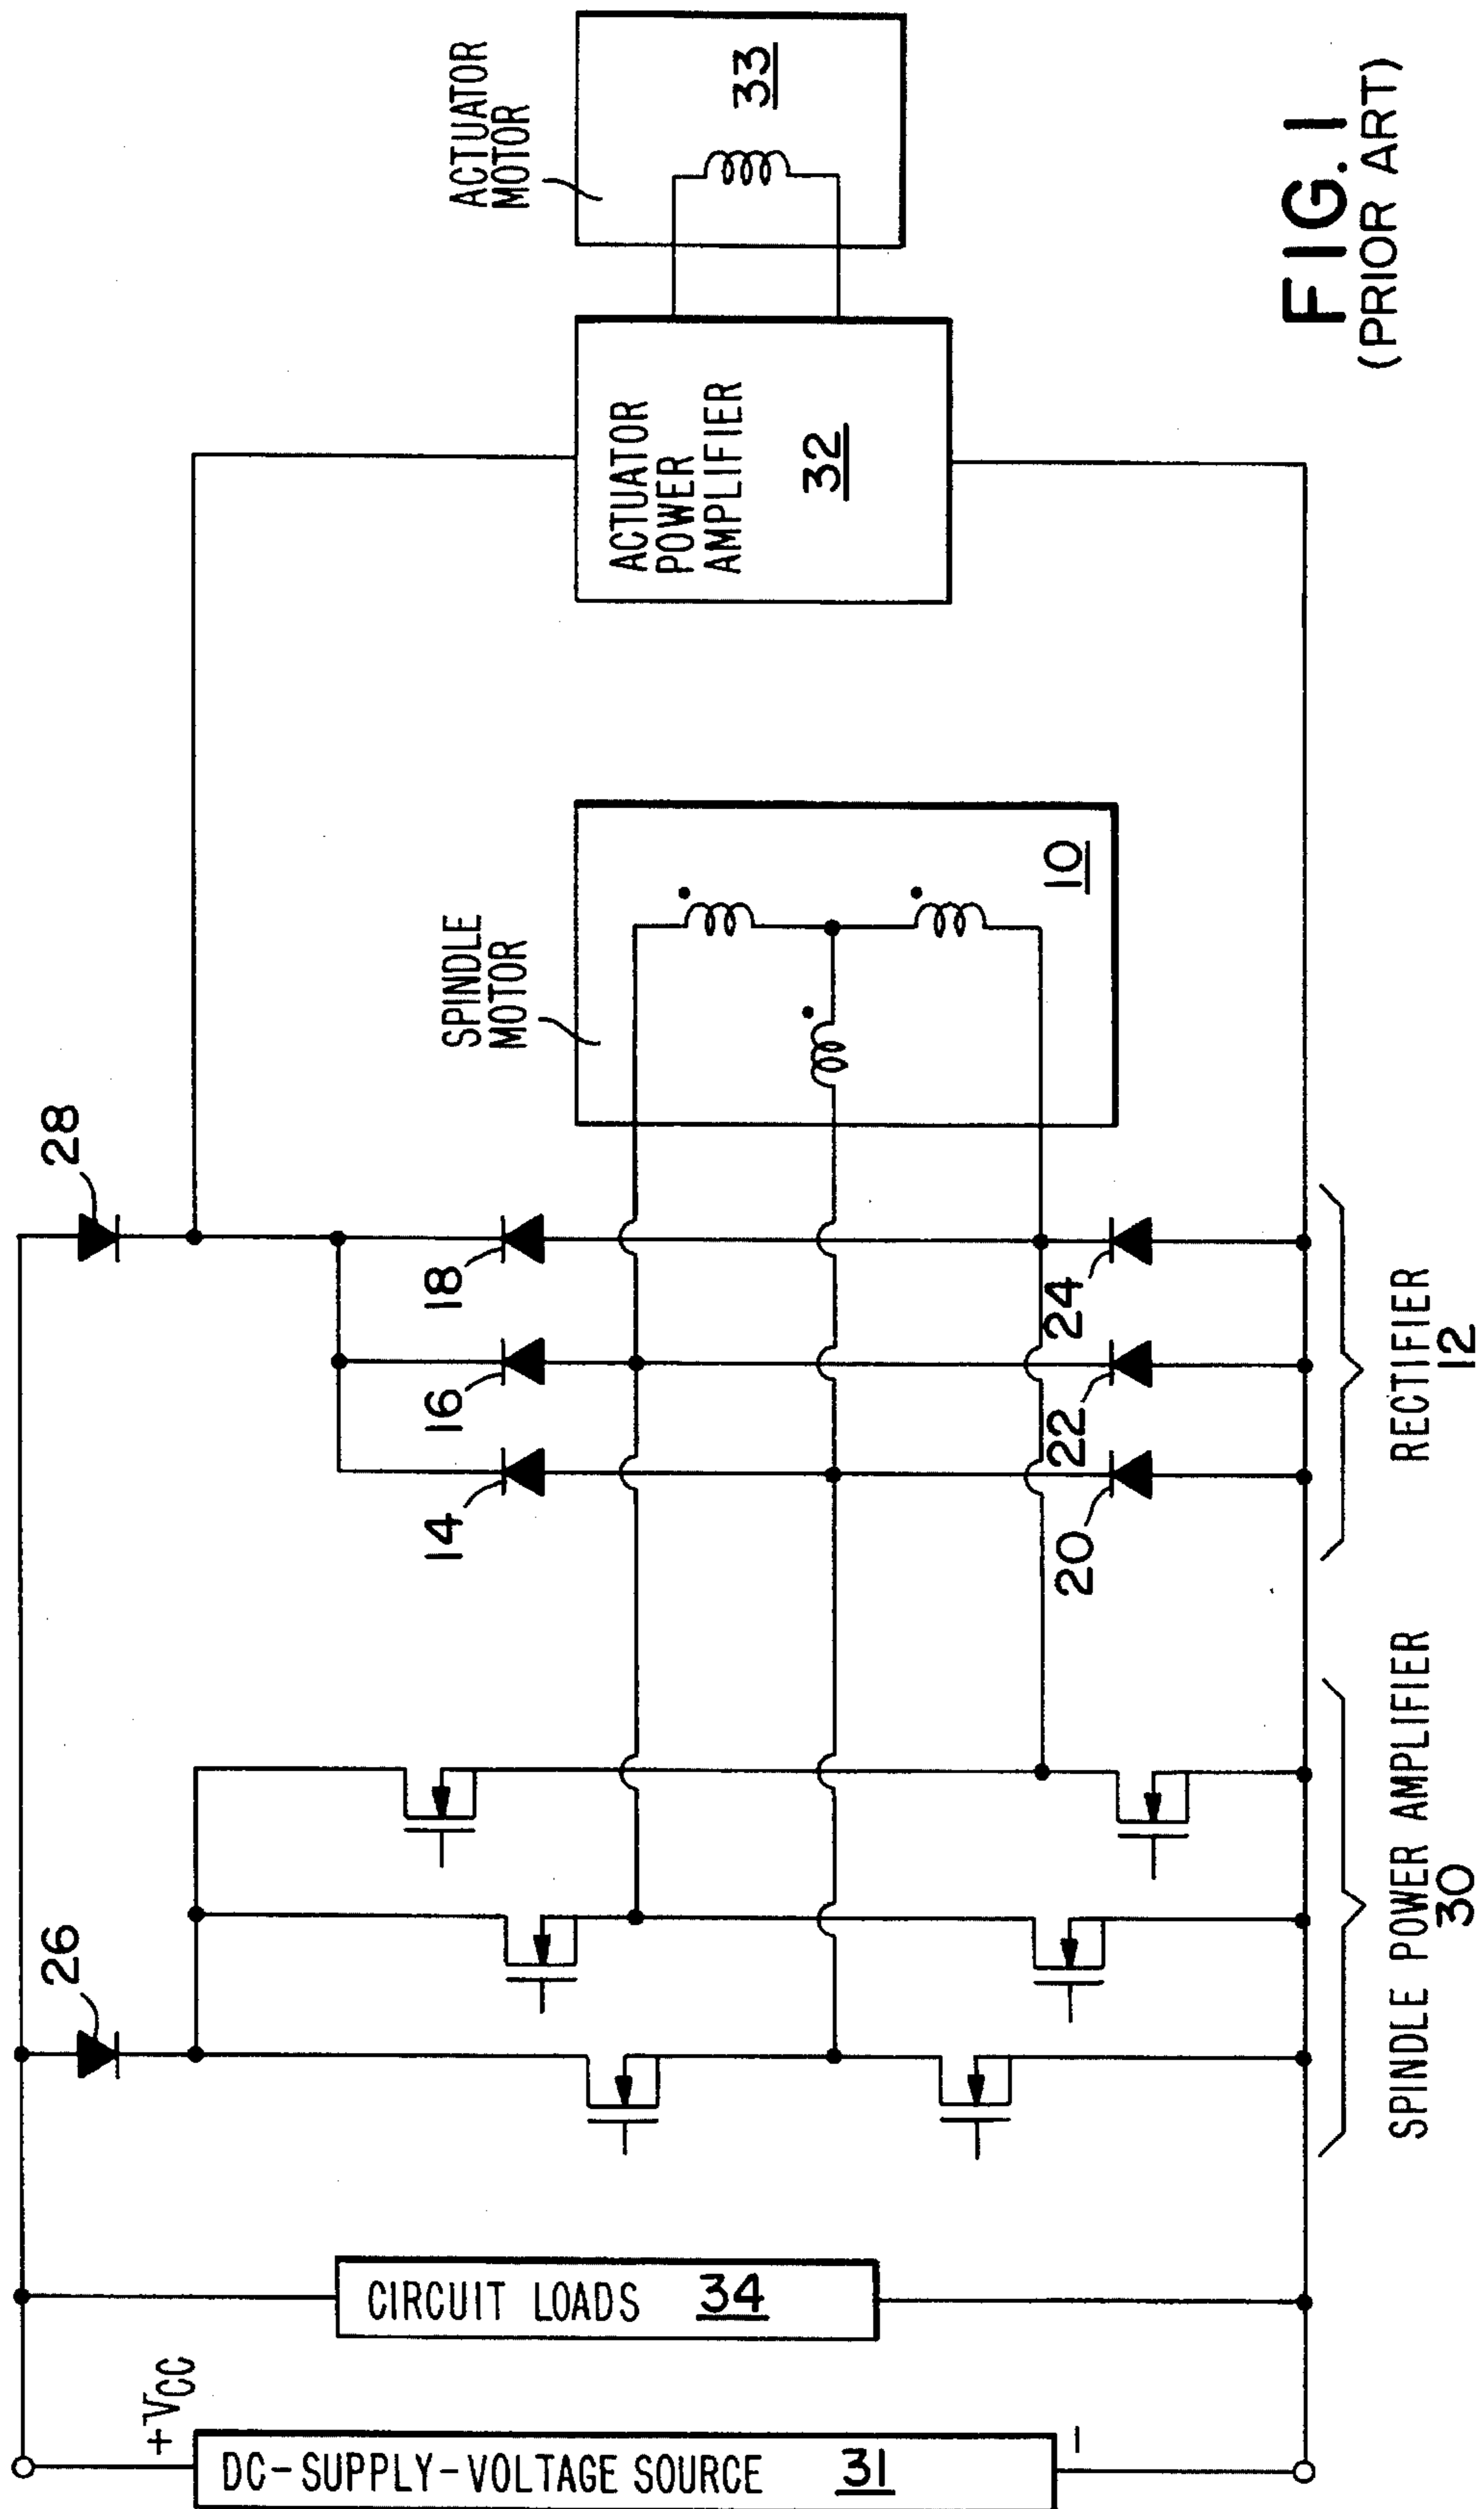 26
28
+VCC
DC-SUPPLY-VOLTAGE SOURCE 31
−
CIRCUIT LOADS 34
14
16
18
20
22
24
SPINDLE
MOTOR
10
ACTUATOR
POWER
AMPLIFIER
32
ACTUATOR
MOTOR
33
SPINDLE POWER AMPLIFIER
30
RECTIFIER
12
FIG. 1
(PRIOR ART)